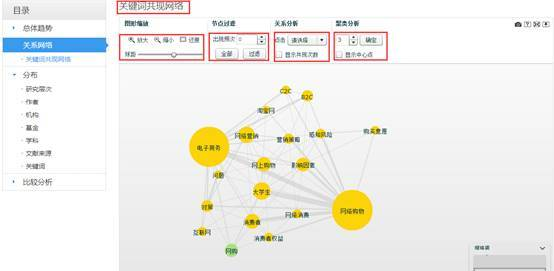 目录
总体趋势
关系网络
关键词共现网络
分布
研究层次
作者
机构
基金
学科
文献来源
关键词
比较分析
关键词共现网络
图形缩放
放大 缩小 还原
球距
节点过滤
出现频次 0
全部 过滤
关系分析
点击 请选择
显示共现次数
聚类分析
3 确定
显示中心点
C2C
B2C
淘宝网
网络营销
营销策略
感知风险
购买意愿
电子商务
网上购物
影响因素
问题
大学生
对策
网络消费
网络购物
消费者
互联网
消费者权益
网购